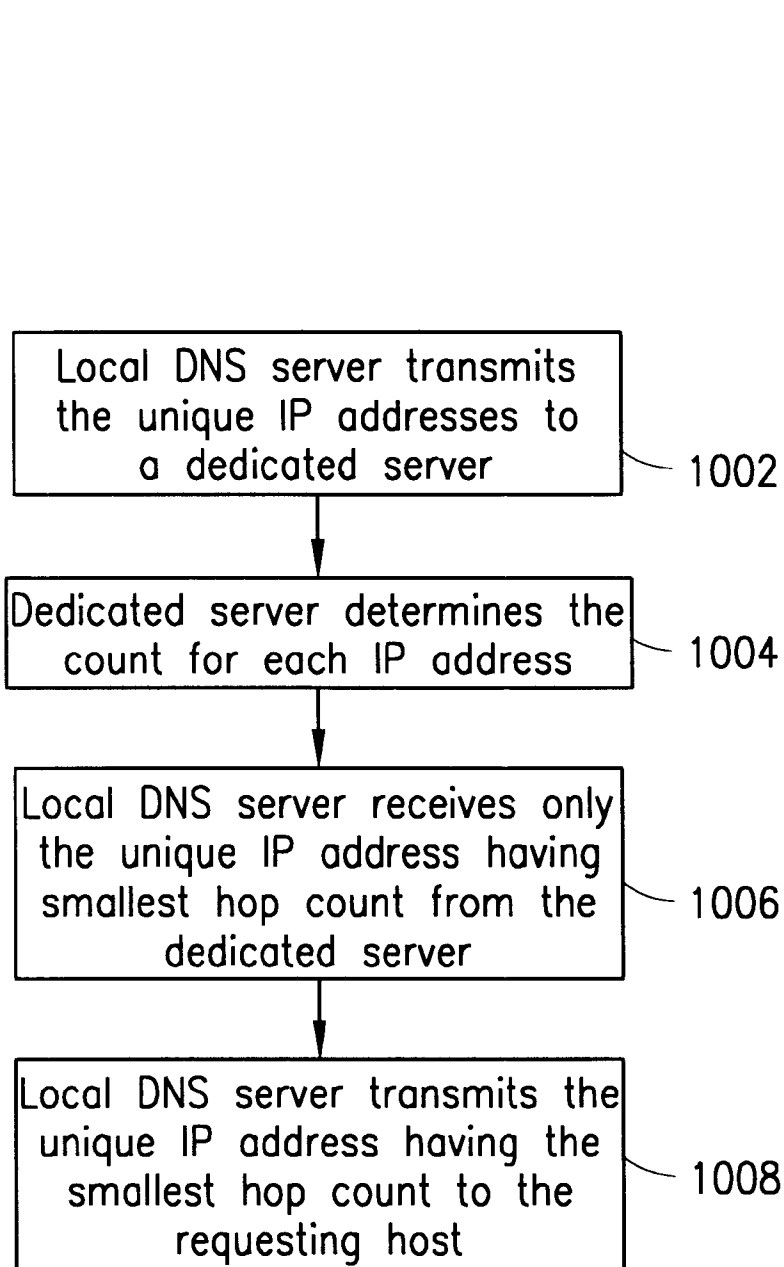 Local DNS server transmits
the unique IP addresses to
a dedicated server
1002
Dedicated server determines the
count for each IP address
1004
Local DNS server receives only
the unique IP address having
smallest hop count from the
dedicated server
1006
Local DNS server transmits the
unique IP address having the
smallest hop count to the
requesting host
1008